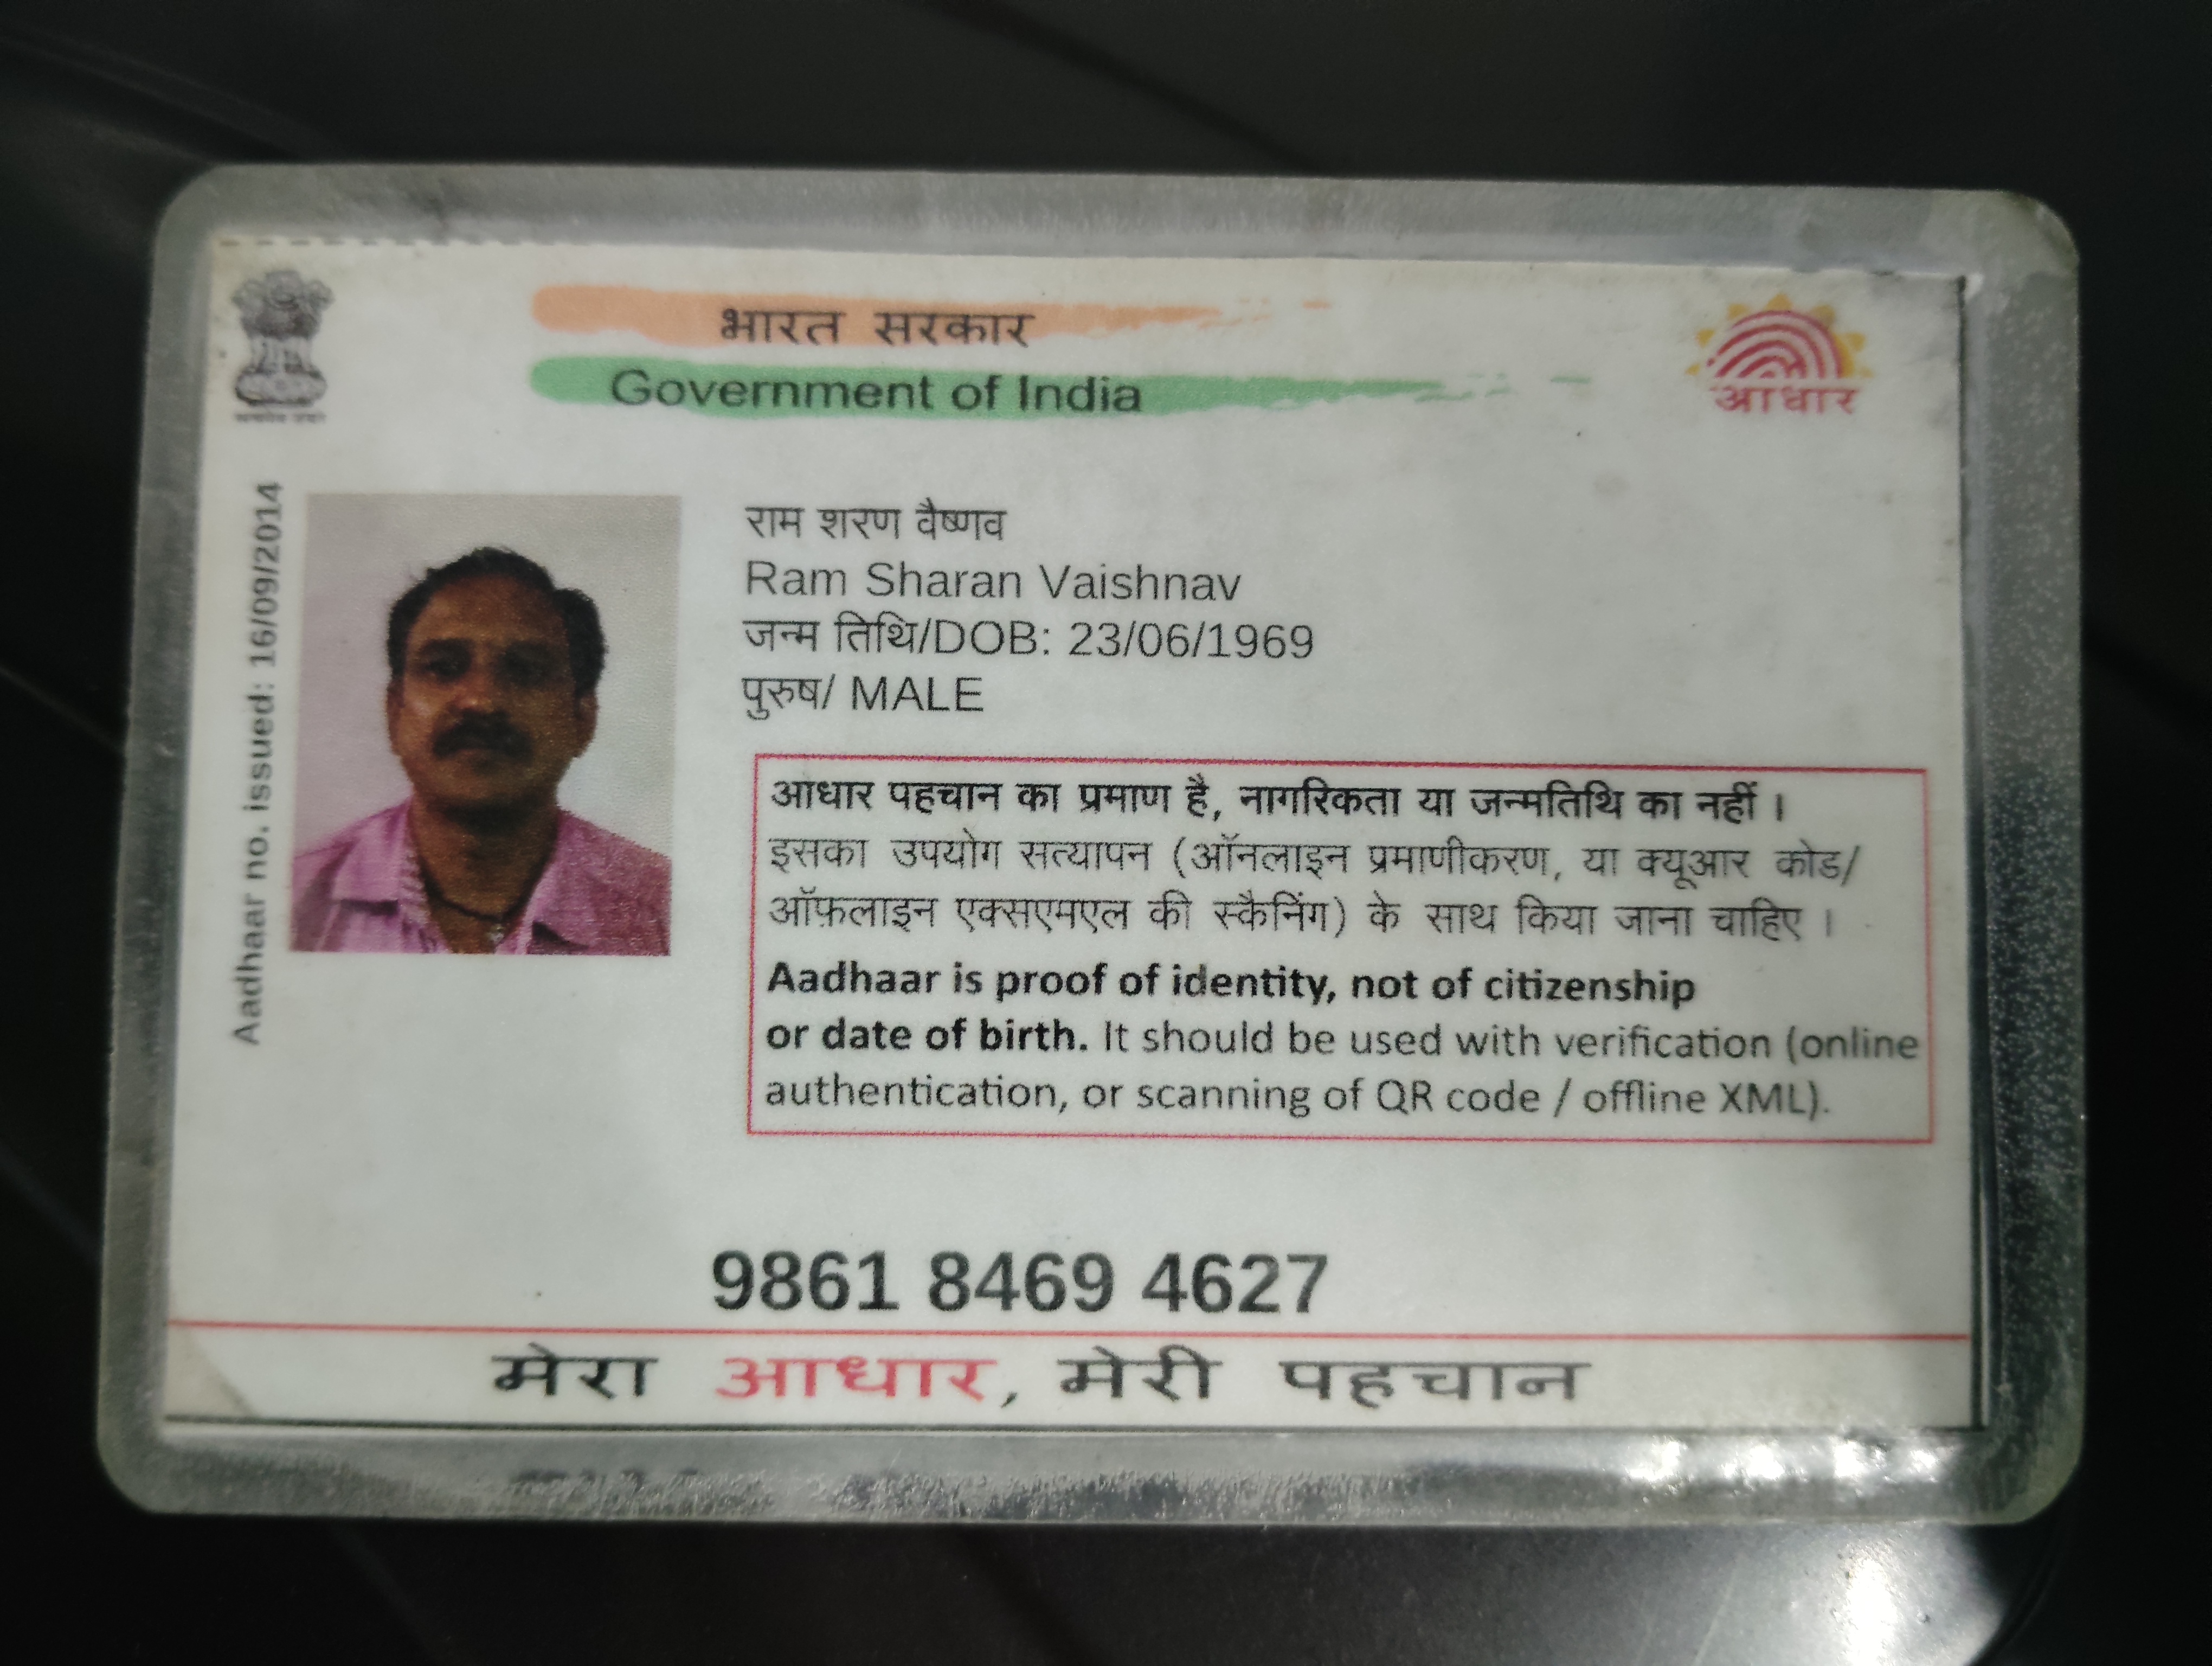 भारत सरकार
Government of India
आधार
Aadhaar no. issued: 16/09/2014
राम शरण वैष्णव
Ram Sharan Vaishnav
जन्म तिथि/DOB: 23/06/1969
पुरुष/ MALE
आधार पहचान का प्रमाण है, नागरिकता या जन्मतिथि का नहीं ।
इसका उपयोग सत्यापन (ऑनलाइन प्रमाणीकरण, या क्यूआर कोड/
ऑफ़लाइन एक्सएमएल की स्कैनिंग) के साथ किया जाना चाहिए ।
Aadhaar is proof of identity, not of citizenship
or date of birth. It should be used with verification (online
authentication, or scanning of QR code / offline XML).
9861 8469 4627
मेरा आधार, मेरी पहचान